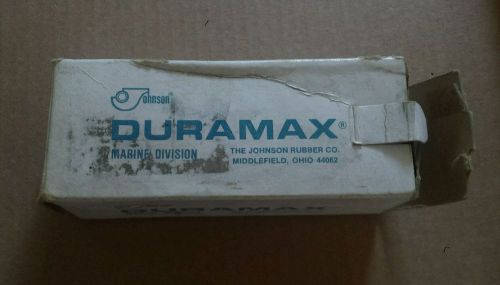 Johnson®
DURAMAX®
MARINE DIVISION
THE JOHNSON RUBBER CO.
MIDDLEFIELD, OHIO 44062
DURAMAX